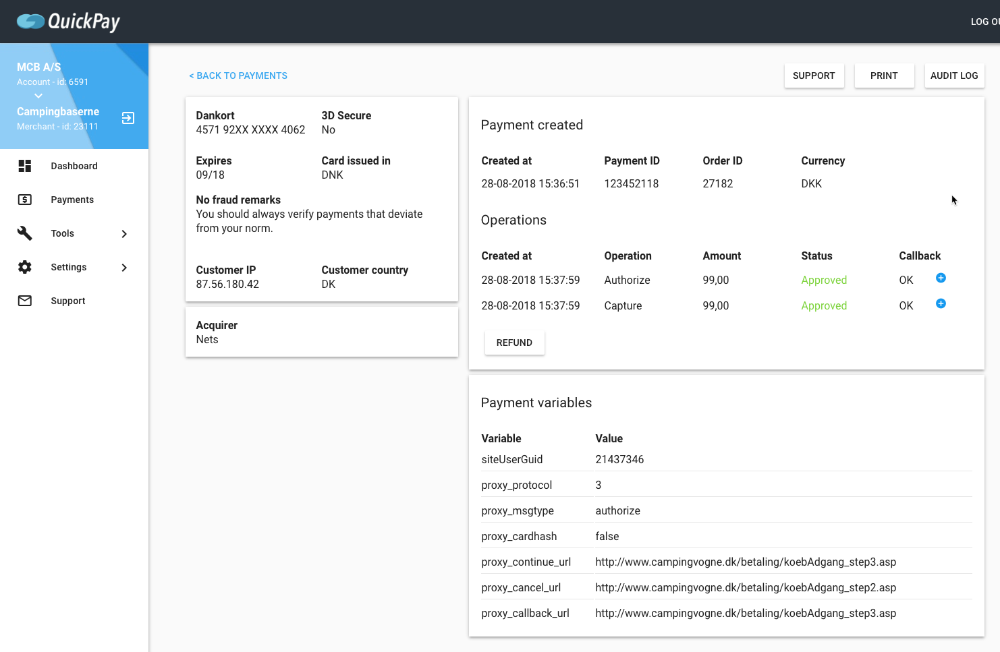 QuickPay
LOG OU
MCB A/S
Account - id: 6591
Campingbaserne
Merchant - id: 23111
Dashboard
Payments
Tools
Settings
Support
< BACK TO PAYMENTS
SUPPORT PRINT AUDIT LOG
Dankort 3D Secure
4571 92XX XXXX 4062 No
Expires Card issued in
09/18 DNK
No fraud remarks
You should always verify payments that deviate
from your norm.
Customer IP Customer country
87.56.180.42 DK
Acquirer
Nets
Payment created
Created at Payment ID Order ID Currency
28-08-2018 15:36:51 123452118 27182 DKK
Operations
Created at Operation Amount Status Callback
28-08-2018 15:37:59 Authorize 99,00 Approved OK
28-08-2018 15:37:59 Capture 99,00 Approved OK
REFUND
Payment variables
Variable Value
siteUserGuid 21437346
proxy_protocol 3
proxy_msgtype authorize
proxy_cardhash false
proxy_continue_url http://www.campingvogne.dk/betaling/koebAdgang_step3.asp
proxy_cancel_url http://www.campingvogne.dk/betaling/koebAdgang_step2.asp
proxy_callback_url http://www.campingvogne.dk/betaling/koebAdgang_step3.asp